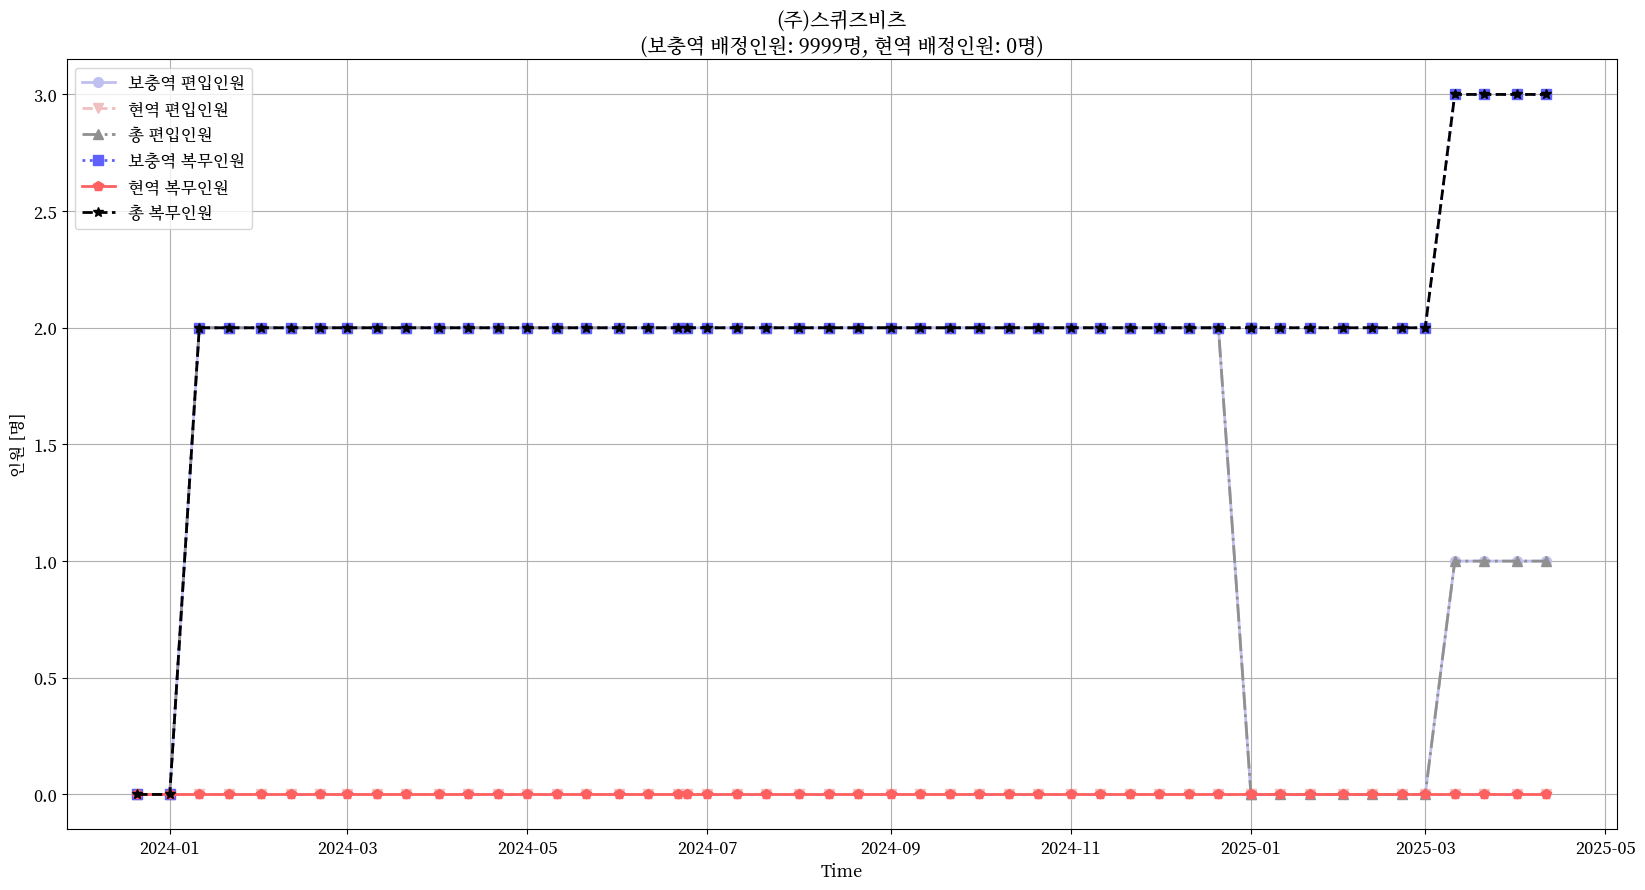 (주)스퀴즈비츠
(보충역 배정인원: 9999명, 현역 배정인원: 0명)
보충역 편입인원
현역 편입인원
총 편입인원
보충역 복무인원
현역 복무인원
총 복무인원
인원 [명]
3.0
2.5
2.0
1.5
1.0
0.5
0.0
2024-01 2024-03 2024-05 2024-07 2024-09 2024-11 2025-01 2025-03 2025-05
Time